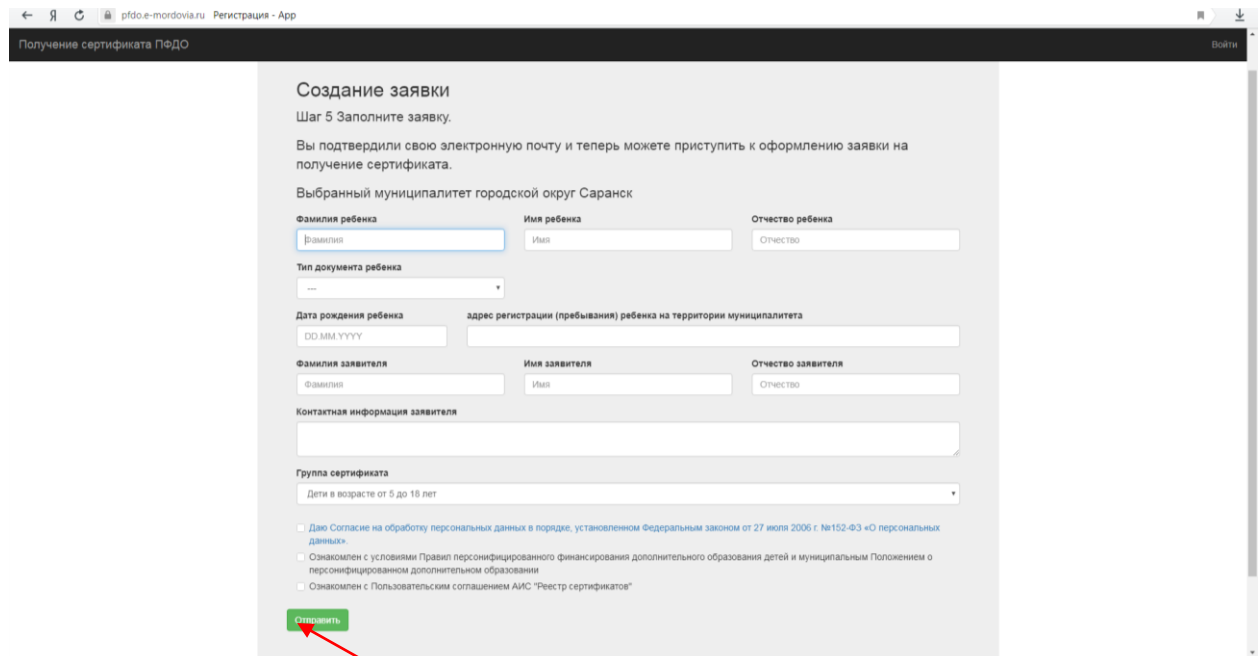 pfdo.e-mordovia.ru Регистрация - App
Получение сертификата ПФДО Войти
Создание заявки
Шаг 5 Заполните заявку.
Вы подтвердили свою электронную почту и теперь можете приступить к оформлению заявки на
получение сертификата.
Выбранный муниципалитет городской округ Саранск
Фамилия ребенка Имя ребенка Отчество ребенка
Фамилия Имя Отчество
Тип документа ребенка
---
Дата рождения ребенка адрес регистрации (пребывания) ребенка на территории муниципалитета
DD.MM.YYYY
Фамилия заявителя Имя заявителя Отчество заявителя
Фамилия Имя Отчество
Контактная информация заявителя
Группа сертификата
Дети в возрасте от 5 до 18 лет
Даю Согласие на обработку персональных данных в порядке, установленном Федеральным законом от 27 июля 2006 г. №152-ФЗ «О персональных
данных».
Ознакомлен с условиями Правил персонифицированного финансирования дополнительного образования детей и муниципальным Положением о
персонифицированном дополнительном образовании
Ознакомлен с Пользовательским соглашением АИС "Реестр сертификатов"
Отправить